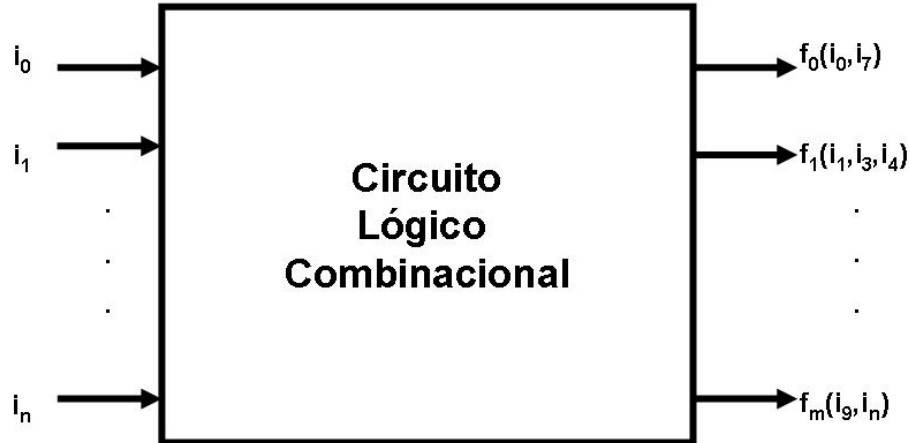 i0
f0(i0,i7)
i1
f1(i1,i3,i4)
Circuito
Lógico
Combinacional
in
fm(i9,in)